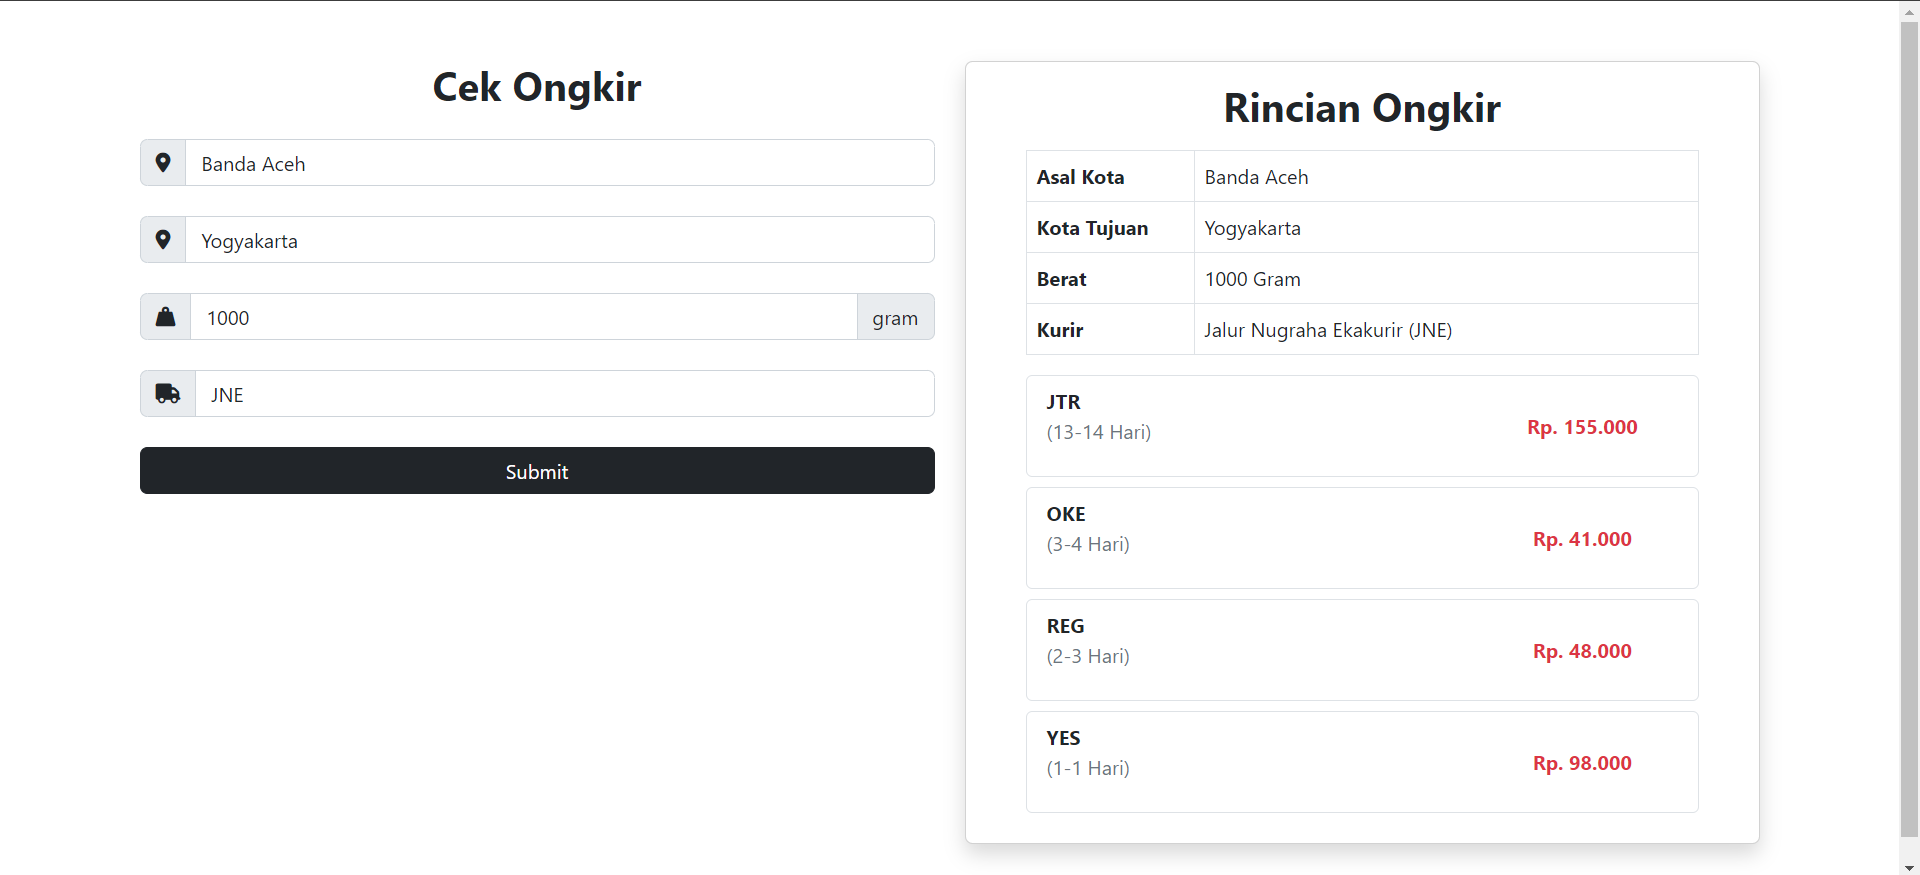 Cek Ongkir
Banda Aceh
Yogyakarta
1000 gram
JNE
Submit
Rincian Ongkir
Asal Kota Banda Aceh
Kota Tujuan Yogyakarta
Berat 1000 Gram
Kurir Jalur Nugraha Ekakurir (JNE)
JTR
(13-14 Hari)
Rp. 155.000
OKE
(3-4 Hari)
Rp. 41.000
REG
(2-3 Hari)
Rp. 48.000
YES
(1-1 Hari)
Rp. 98.000